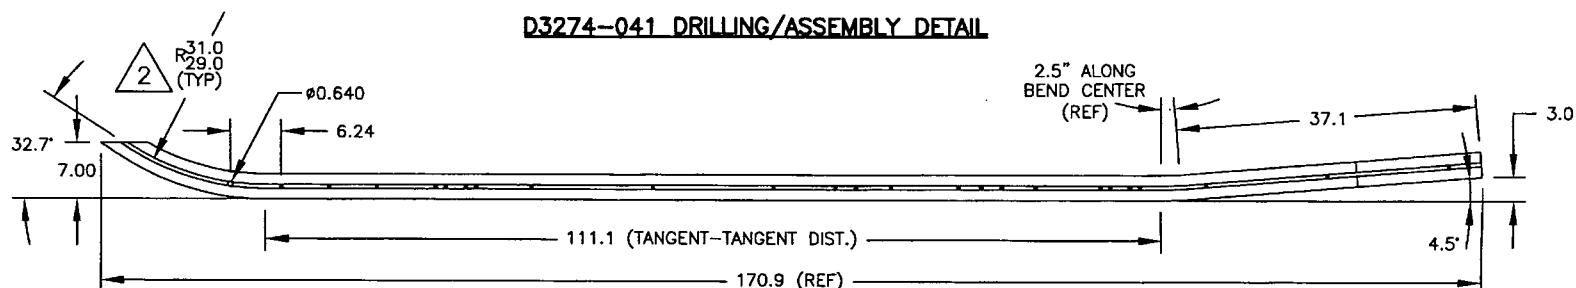 D3274-041 DRILLING/ASSEMBLY DETAIL
2
R31.0
29.0
(TYP)
ø0.640
6.24
32.7°
7.00
2.5" ALONG
BEND CENTER
(REF)
37.1
3.0
111.1 (TANGENT-TANGENT DIST.)
4.5°
170.9 (REF)